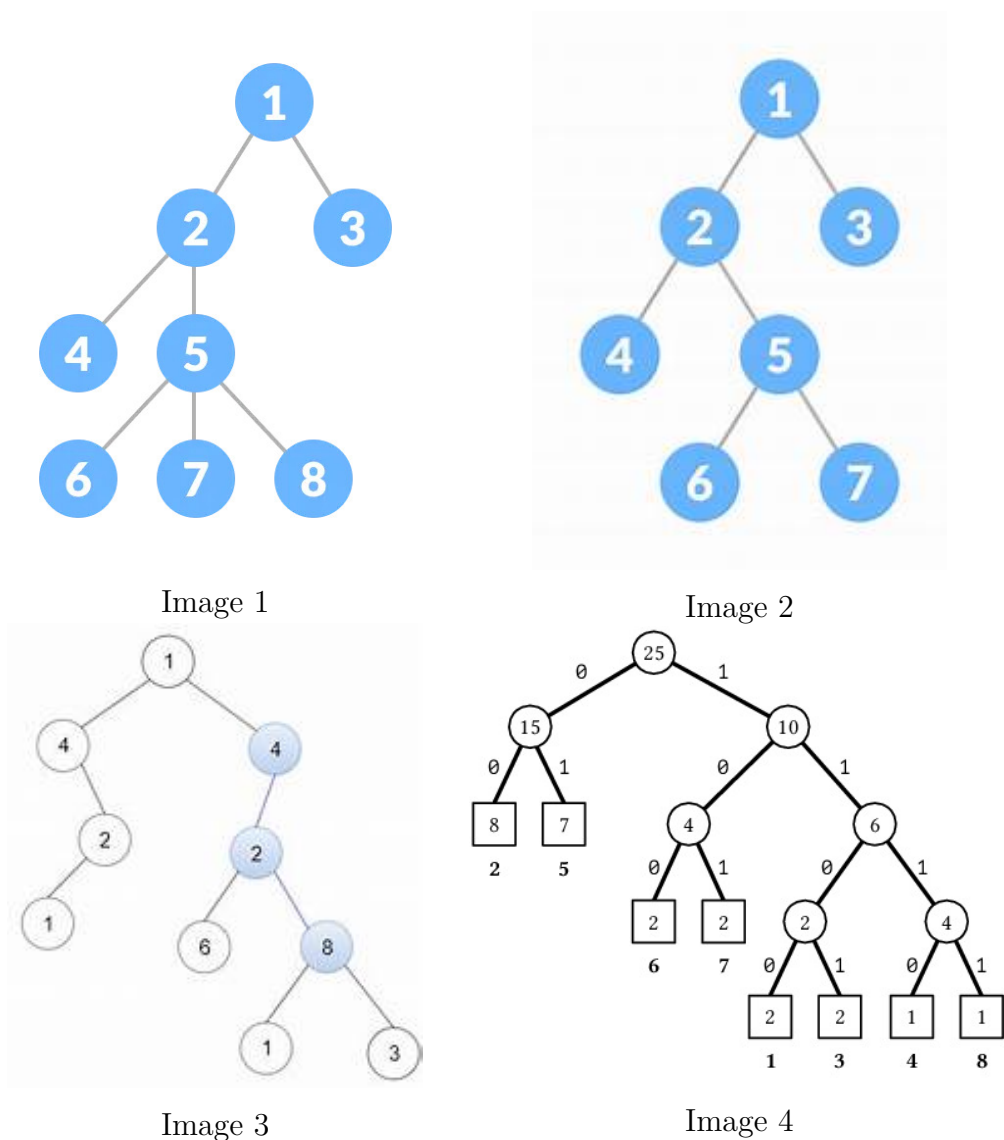 1
2 3
4 5
6 7 8
Image 1
1
2 3
4 5
6 7
Image 2
1
4 4
2 2
1 6 8
1 3
Image 3
25
0 1
15 10
0 1 0 1
8 7 4 6
2 5 0 1 0 1
2 2 2 4
6 7 0 1 0 1
2 2 1 1
1 3 4 8
Image 4